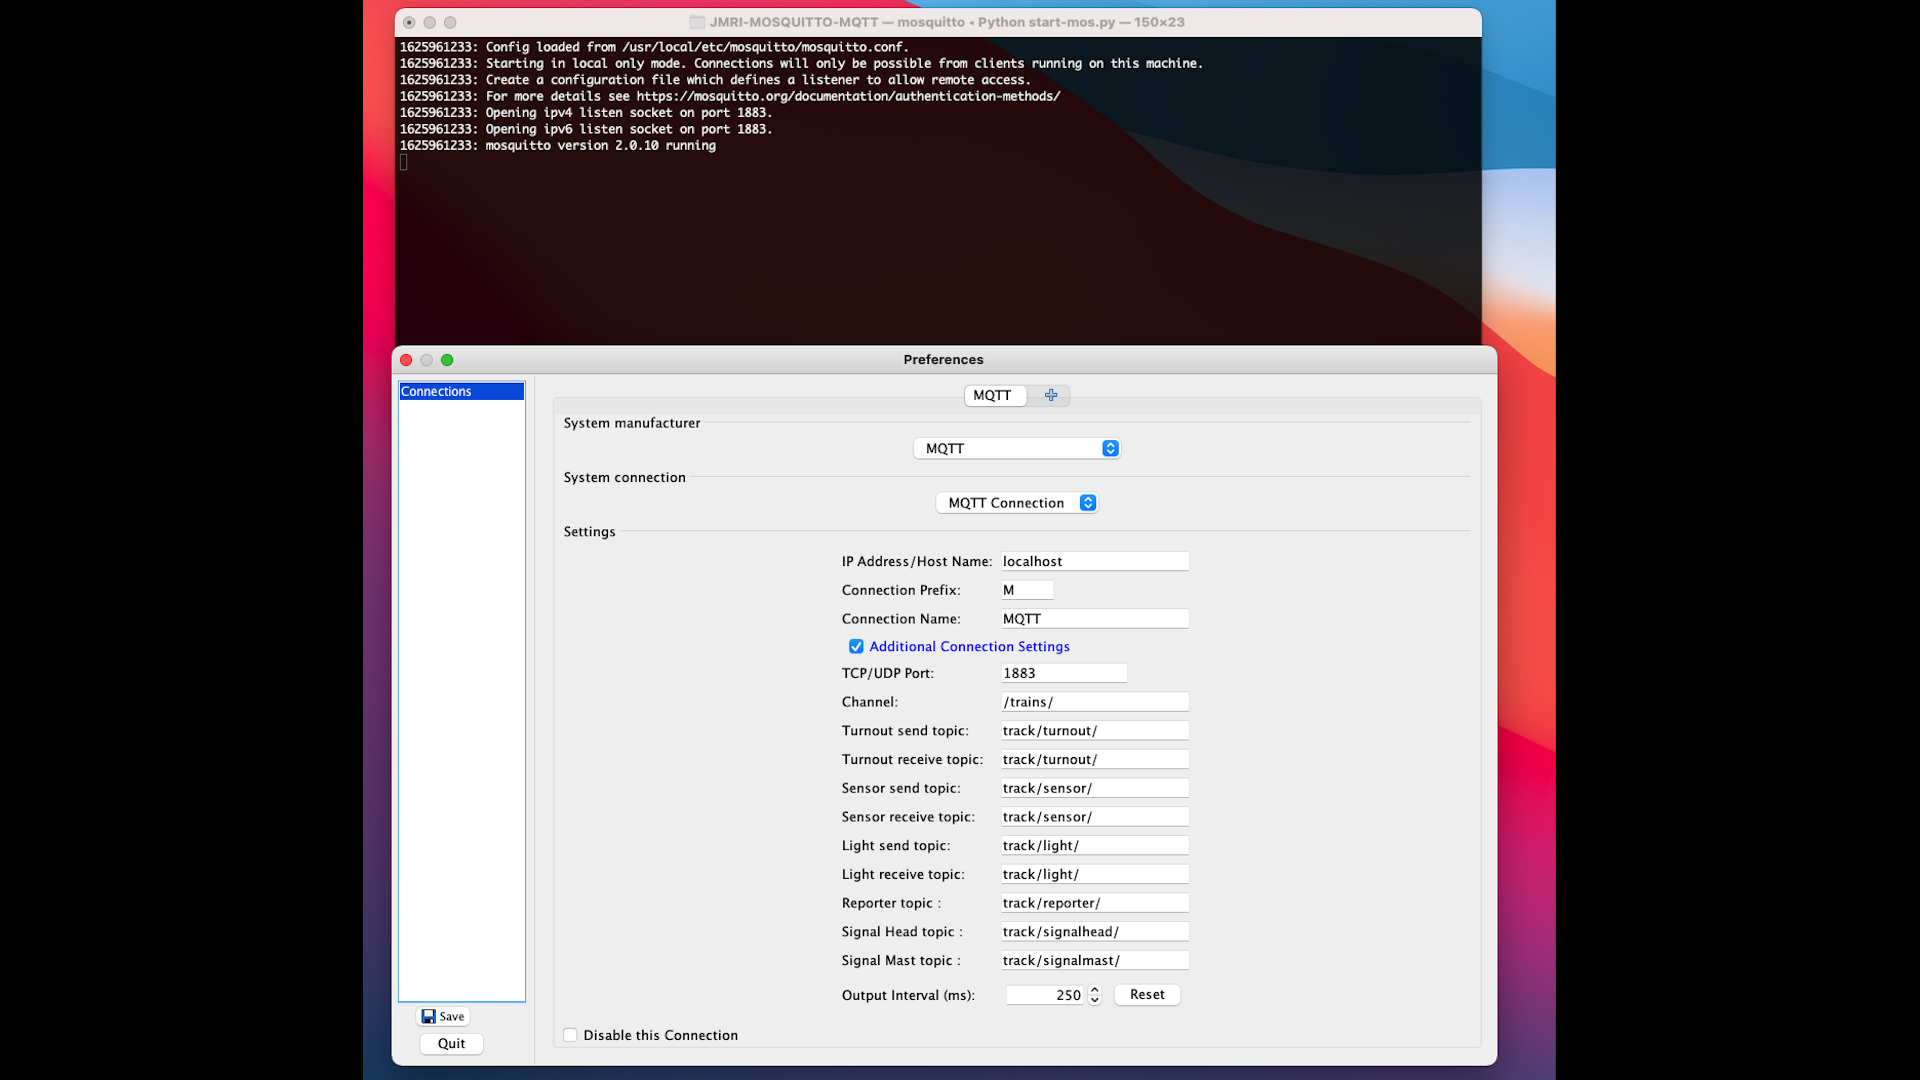 JMRI-MOSQUITTO-MQTT — mosquitto ◂ Python start-mos.py — 150×23
1625961233: Config loaded from /usr/local/etc/mosquitto/mosquitto.conf.
1625961233: Starting in local only mode. Connections will only be possible from clients running on this machine.
1625961233: Create a configuration file which defines a listener to allow remote access.
1625961233: For more details see https://mosquitto.org/documentation/authentication-methods/
1625961233: Opening ipv4 listen socket on port 1883.
1625961233: Opening ipv6 listen socket on port 1883.
1625961233: mosquitto version 2.0.10 running
Preferences
Connections
MQTT
System manufacturer
MQTT
System connection
MQTT Connection
Settings
IP Address/Host Name: localhost
Connection Prefix: M
Connection Name: MQTT
Additional Connection Settings
TCP/UDP Port: 1883
Channel: /trains/
Turnout send topic: track/turnout/
Turnout receive topic: track/turnout/
Sensor send topic: track/sensor/
Sensor receive topic: track/sensor/
Light send topic: track/light/
Light receive topic: track/light/
Reporter topic : track/reporter/
Signal Head topic : track/signalhead/
Signal Mast topic : track/signalmast/
Output Interval (ms): 250 Reset
Disable this Connection
Save
Quit